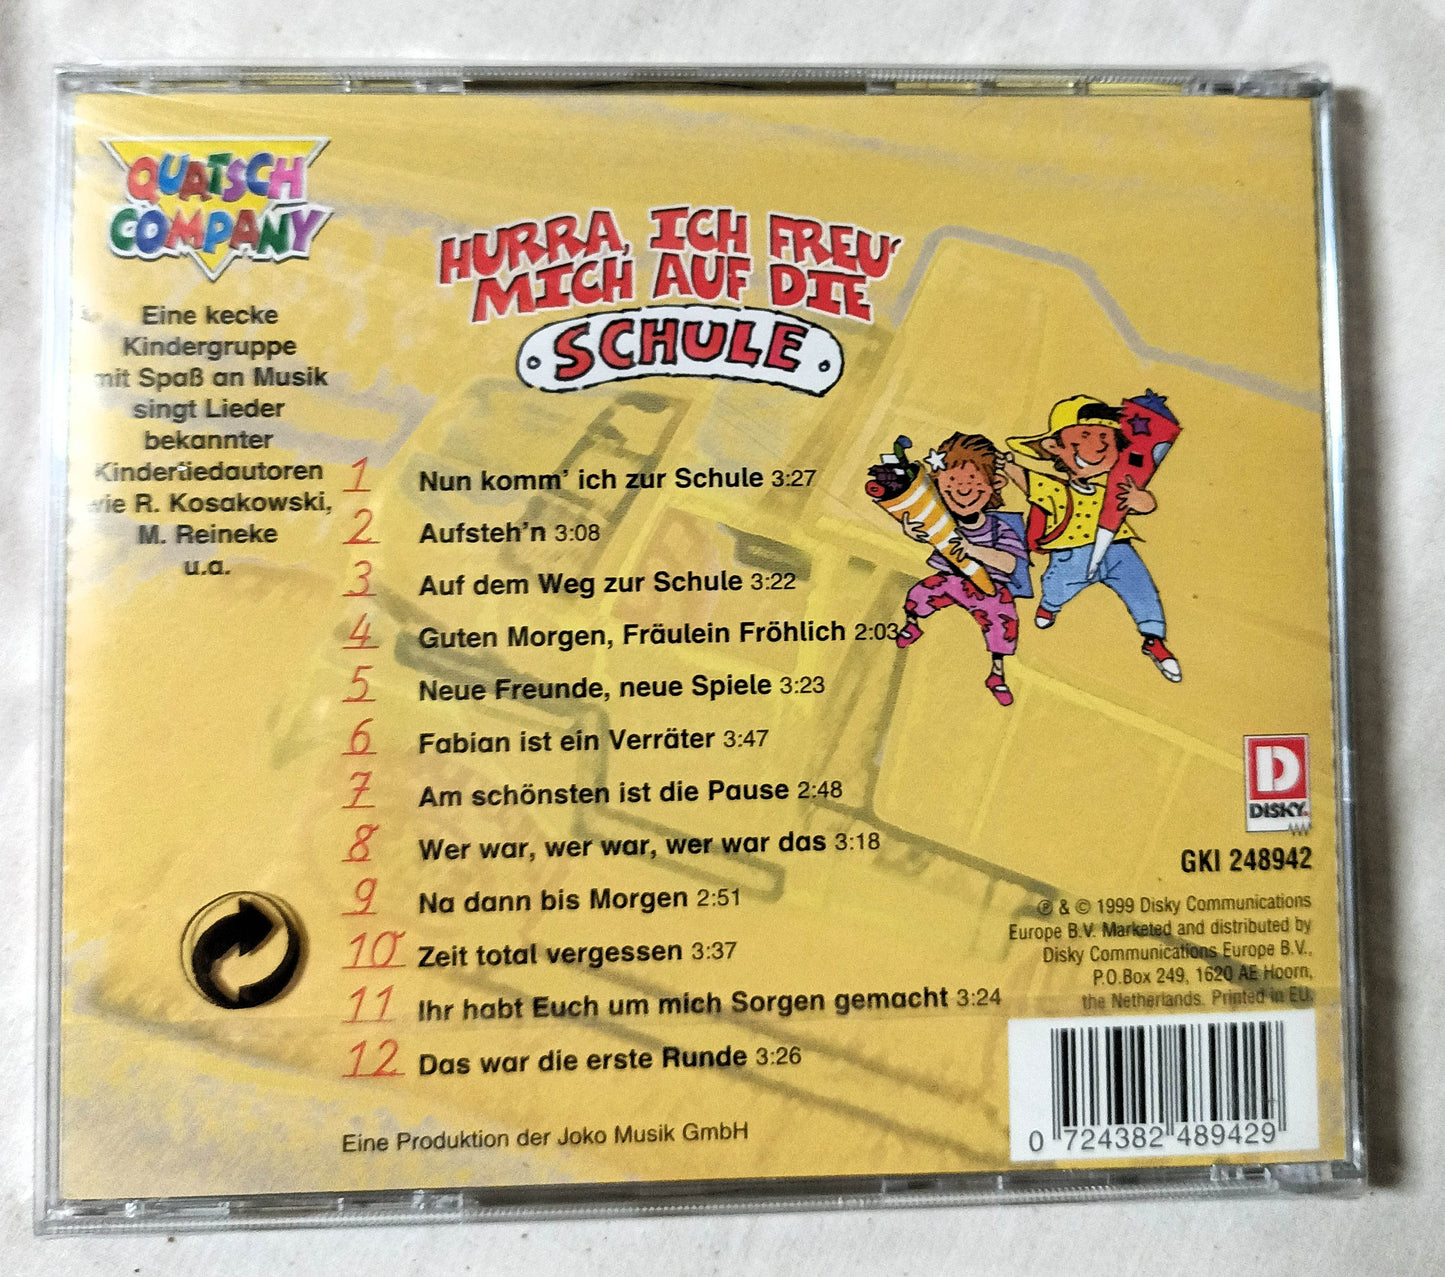 QUATSCH
COMPANY
Eine kecke
Kindergruppe
mit Spaß an Musik
singt Lieder
bekannter
Kinderliedautoren
wie R. Kosakowski,
M. Reineke
u.a.
HURRA, ICH FREU'
MICH AUF DIE
SCHULE
1 Nun komm' ich zur Schule 3:27
2 Aufsteh'n 3:08
3 Auf dem Weg zur Schule 3:22
4 Guten Morgen, Fräulein Fröhlich 2:03
5 Neue Freunde, neue Spiele 3:23
6 Fabian ist ein Verräter 3:47
7 Am schönsten ist die Pause 2:48
8 Wer war, wer war, wer war das 3:18
9 Na dann bis Morgen 2:51
10 Zeit total vergessen 3:37
11 Ihr habt Euch um mich Sorgen gemacht 3:24
12 Das war die erste Runde 3:26
Eine Produktion der Joko Musik GmbH
D
DISKY
GKI 248942
℗ & © 1999 Disky Communications
Europe B.V. Marketed and distributed by
Disky Communications Europe B.V.,
P.O.Box 249, 1620 AE Hoorn,
the Netherlands. Printed in EU.
0 724382 489429